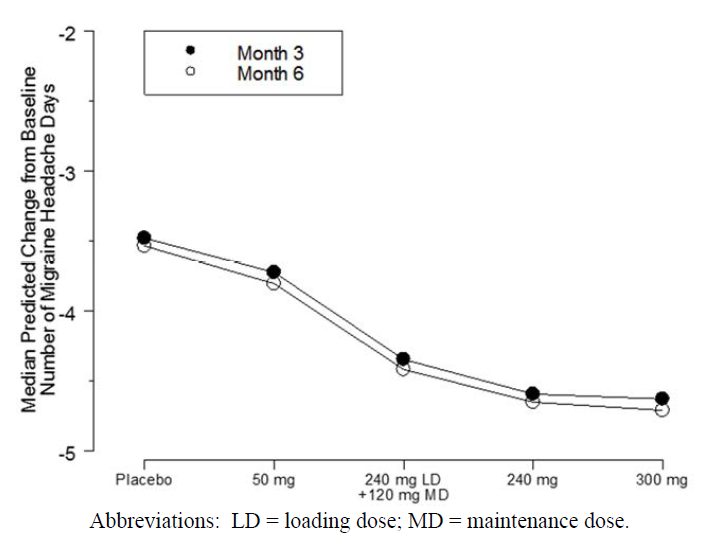 -2
Month 3
Month 6
-3
-4
-5
Median Predicted Change from Baseline
Number of Migraine Headache Days
Placebo
50 mg
240 mg LD
+120 mg MD
240 mg
300 mg
Abbreviations: LD = loading dose; MD = maintenance dose.